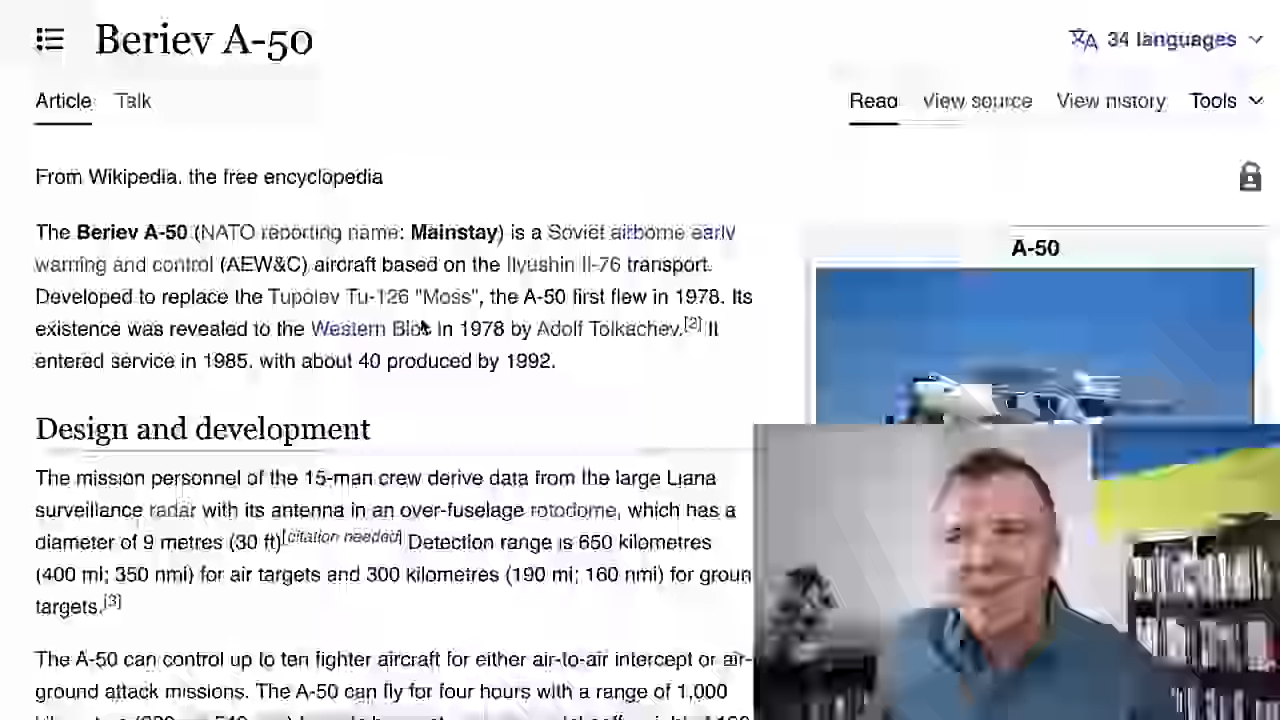 Beriev A-50
34 languages
Article Talk
Read View source View history Tools
From Wikipedia, the free encyclopedia
The Beriev A-50 (NATO reporting name: Mainstay) is a Soviet airborne early
warning and control (AEW&C) aircraft based on the Ilyushin Il-76 transport.
Developed to replace the Tupolev Tu-126 "Moss", the A-50 first flew in 1978. Its
existence was revealed to the Western Bloc in 1978 by Adolf Tolkachev.[2] It
entered service in 1985, with about 40 produced by 1992.
A-50
Design and development
The mission personnel of the 15-man crew derive data from the large Liana
surveillance radar with its antenna in an over-fuselage rotodome, which has a
diameter of 9 metres (30 ft)[citation needed] Detection range is 650 kilometres
(400 mi; 350 nmi) for air targets and 300 kilometres (190 mi; 160 nmi) for groun
targets.[3]
The A-50 can control up to ten fighter aircraft for either air-to-air intercept or air-
ground attack missions. The A-50 can fly for four hours with a range of 1,000